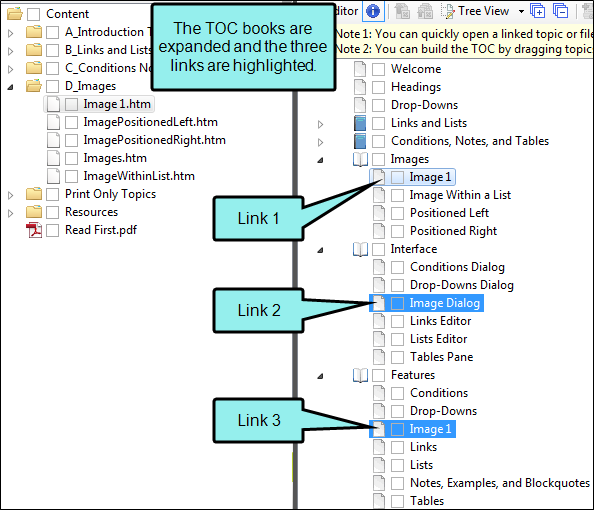 Content
A_Introduction T
B_Links and Lists
C_Conditions No
D_Images
Image 1.htm
ImagePositionedLeft.htm
ImagePositionedRight.htm
Images.htm
ImageWithinList.htm
Print Only Topics
Resources
Read First.pdf
The TOC books are
expanded and the three
links are highlighted.
Link 1
Link 2
Link 3
ditor
Tree View
Note 1: You can quickly open a linked topic or file
Note 2: You can build the TOC by dragging topic
Welcome
Headings
Drop-Downs
Links and Lists
Conditions, Notes, and Tables
Images
Image 1
Image Within a List
Positioned Left
Positioned Right
Interface
Conditions Dialog
Drop-Downs Dialog
Image Dialog
Links Editor
Lists Editor
Tables Pane
Features
Conditions
Drop-Downs
Image 1
Links
Lists
Notes, Examples, and Blockquotes
Tables